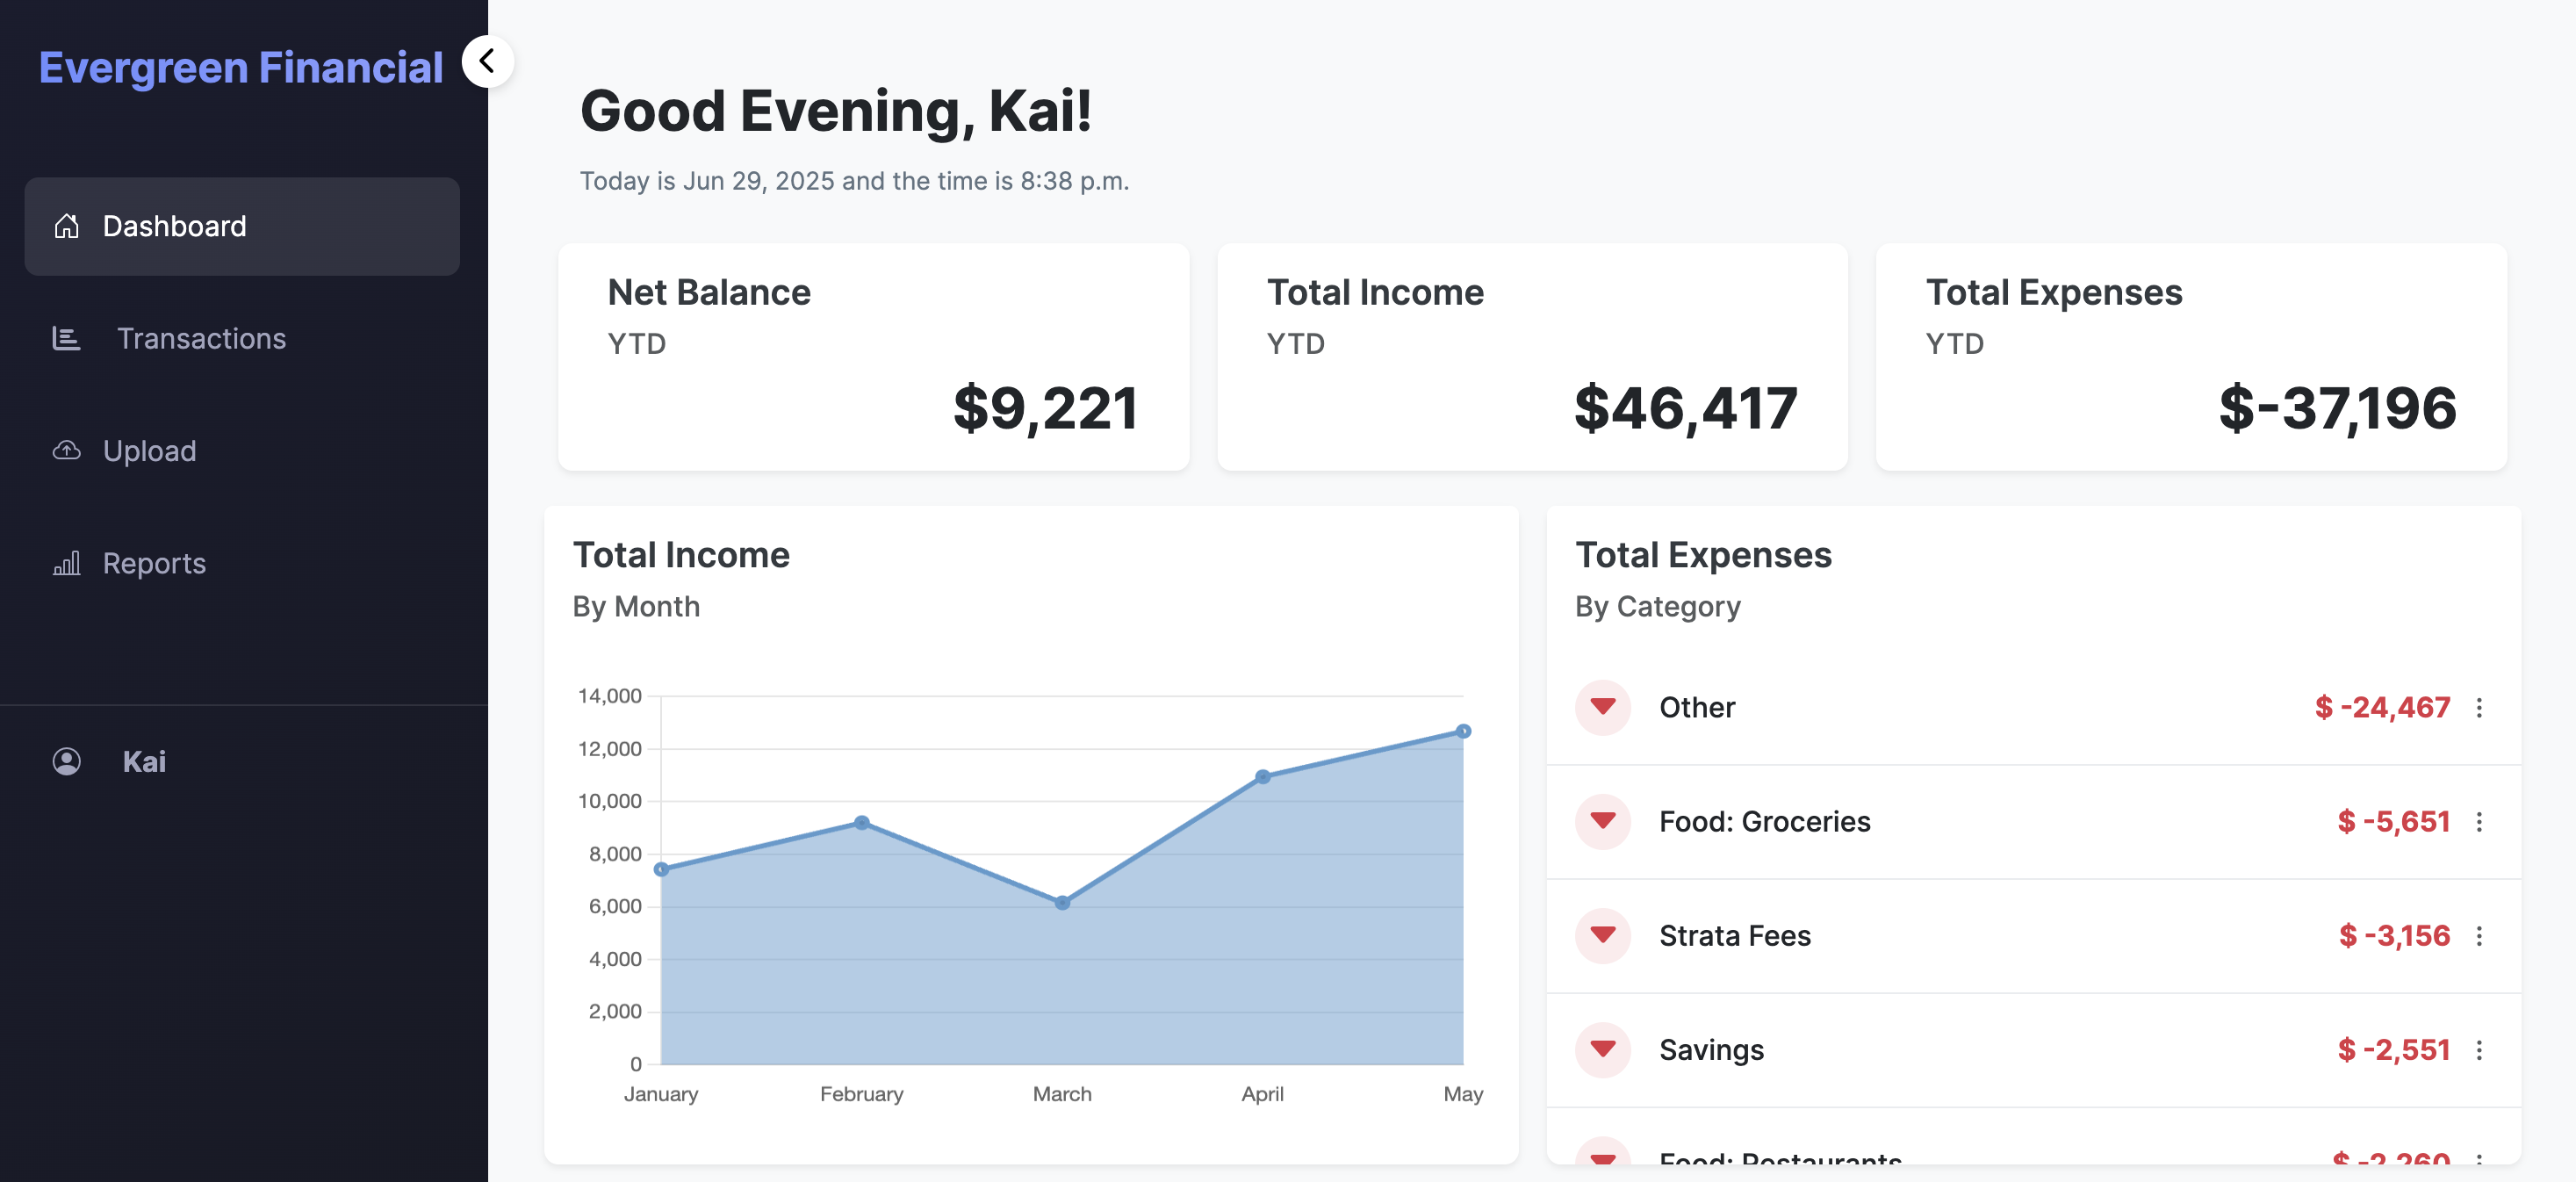 Evergreen Financial
Dashboard
Transactions
Upload
Reports
Kai
Good Evening, Kai!
Today is Jun 29, 2025 and the time is 8:38 p.m.
Net Balance
YTD
$9,221
Total Income
YTD
$46,417
Total Expenses
YTD
$-37,196
Total Income
By Month
14,000
12,000
10,000
8,000
6,000
4,000
2,000
0
January February March April May
Total Expenses
By Category
Other $ -24,467
Food: Groceries $ -5,651
Strata Fees $ -3,156
Savings $ -2,551
Food: Restaurants $ -2,260